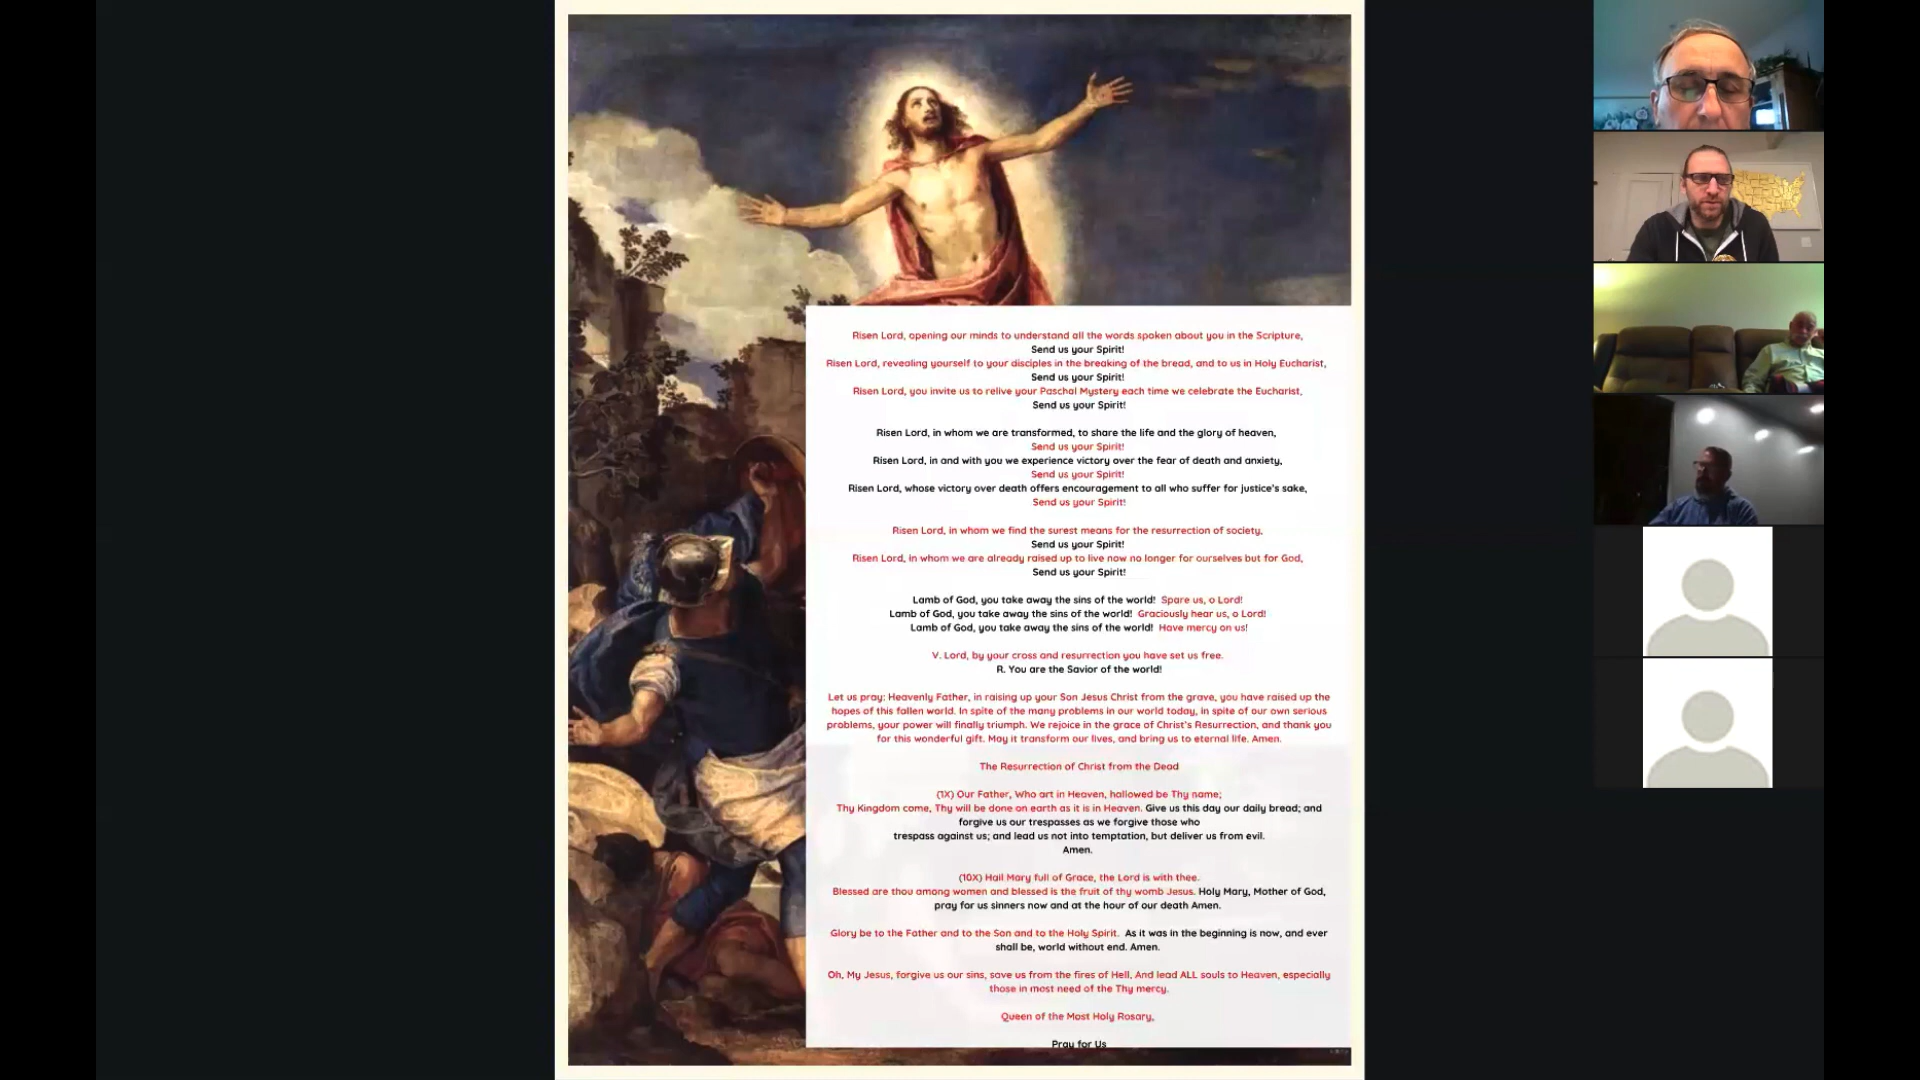 Risen Lord, opening our minds to understand all the words spoken about you in the Scripture,
Send us your Spirit!
Risen Lord, revealing yourself to your disciples in the breaking of the bread, and to us in Holy Eucharist,
Send us your Spirit!
Risen Lord, you invite us to relive your Paschal Mystery each time we celebrate the Eucharist,
Send us your Spirit!
Risen Lord, in whom we are transformed, to share the life and the glory of heaven,
Send us your Spirit!
Risen Lord, in and with you we experience victory over the fear of death and anxiety,
Send us your Spirit!
Risen Lord, whose victory over death offers encouragement to all who suffer for justice's sake,
Send us your Spirit!
Risen Lord, in whom we find the surest means for the resurrection of society,
Send us your Spirit!
Risen Lord, in whom we are already raised up to live now no longer for ourselves but for God,
Send us your Spirit!
Lamb of God, you take away the sins of the world! Spare us, o Lord!
Lamb of God, you take away the sins of the world! Graciously hear us, o Lord!
Lamb of God, you take away the sins of the world! Have mercy on us!
V. Lord, by your cross and resurrection you have set us free.
R. You are the Savior of the world!
Let us pray: Heavenly Father, in raising up your Son Jesus Christ from the grave, you have raised up the
hopes of this fallen world. In spite of the many problems in our world today, in spite of our own serious
problems, your power will finally triumph. We rejoice in the grace of Christ's Resurrection, and thank you
for this wonderful gift. May it transform our lives, and bring us to eternal life. Amen.
The Resurrection of Christ from the Dead
(1X) Our Father, Who art in Heaven, hallowed be Thy name;
Thy Kingdom come, Thy will be done on earth as it is in Heaven. Give us this day our daily bread; and
forgive us our trespasses as we forgive those who
trespass against us; and lead us not into temptation, but deliver us from evil.
Amen.
(10X) Hail Mary full of Grace, the Lord is with thee.
Blessed are thou among women and blessed is the fruit of thy womb Jesus. Holy Mary, Mother of God,
pray for us sinners now and at the hour of our death Amen.
Glory be to the Father and to the Son and to the Holy Spirit. As it was in the beginning is now, and ever
shall be, world without end. Amen.
Oh, My Jesus, forgive us our sins, save us from the fires of Hell, And lead ALL souls to Heaven, especially
those in most need of the Thy mercy.
Queen of the Most Holy Rosary,
Pray for Us